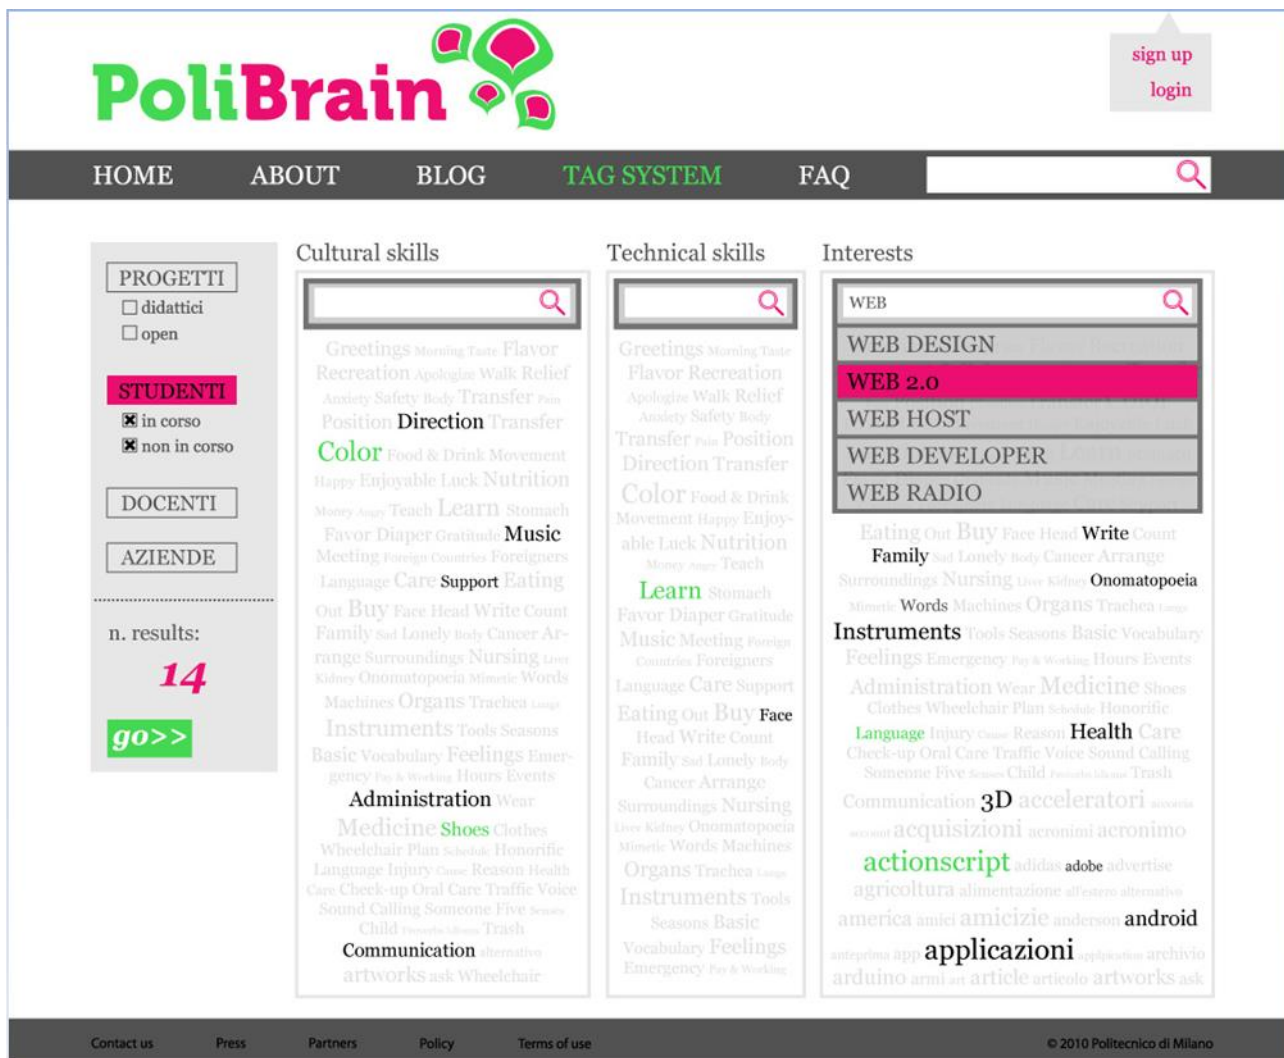 PoliBrain
sign up
login
HOME ABOUT BLOG TAG SYSTEM FAQ
PROGETTI
didattici
open
STUDENTI
in corso
non in corso
DOCENTI
AZIENDE
n. results:
14
go>>
Cultural skills
Greetings Morning Taste Flavor
Recreation Apologize Walk Relief
Anxiety Safety Body Transfer Pain
Position Direction Transfer
Color Food & Drink Movement
Happy Enjoyable Luck Nutrition
Money Angry Teach Learn Stomach
Favor Diaper Gratitude Music
Meeting Foreign Countries Foreigners
Language Care Support Eating
Out Buy Face Head Write Count
Family Sad Lonely Body Cancer Ar-
range Surroundings Nursing Liver
Kidney Onomatopoeia Mimetic Words
Machines Organs Trachea Lungs
Instruments Tools Seasons
Basic Vocabulary Feelings Emer-
gency Pay & Working Hours Events
Administration Wear
Medicine Shoes Clothes
Wheelchair Plan Schedule Honorific
Language Injury Cause Reason Health
Care Check-up Oral Care Traffic Voice
Sound Calling Someone Five Senses
Child Proverbs Idioms Trash
Communication alternativo
artworks ask Wheelchair
Technical skills
Greetings Morning Taste
Flavor Recreation
Apologize Walk Relief
Anxiety Safety Body
Transfer Pain Position
Direction Transfer
Color Food & Drink
Movement Happy Enjoy-
able Luck Nutrition
Money Angry Teach
Learn Stomach
Favor Diaper Gratitude
Music Meeting Foreign
Countries Foreigners
Language Care Support
Eating Out Buy Face
Head Write Count
Family Sad Lonely Body
Cancer Arrange
Surroundings Nursing
Liver Kidney Onomatopoeia
Mimetic Words Machines
Organs Trachea Lungs
Instruments Tools
Seasons Basic
Vocabulary Feelings
Emergency Pay & Working
Interests
WEB
WEB DESIGN
WEB 2.0
WEB HOST
WEB DEVELOPER
WEB RADIO
Eating Out Buy Face Head Write Count
Family Sad Lonely Body Cancer Arrange
Surroundings Nursing Liver Kidney Onomatopoeia
Mimetic Words Machines Organs Trachea Lungs
Instruments Tools Seasons Basic Vocabulary
Feelings Emergency Pay & Working Hours Events
Administration Wear Medicine Shoes
Clothes Wheelchair Plan Schedule Honorific
Language Injury Cause Reason Health Care
Check-up Oral Care Traffic Voice Sound Calling
Someone Five Senses Child Proverbs Idioms Trash
Communication 3D acceleratori
account acquisizioni acronimi acronimo
actionscript adidas adobe advertise
agricoltura alimentazione all'estero alternativo
america amici amicizie anderson android
anteprima app applicazioni archivio
arduino armi art article articolo artworks ask
Contact us Press Partners Policy Terms of use © 2010 Politecnico di Milano